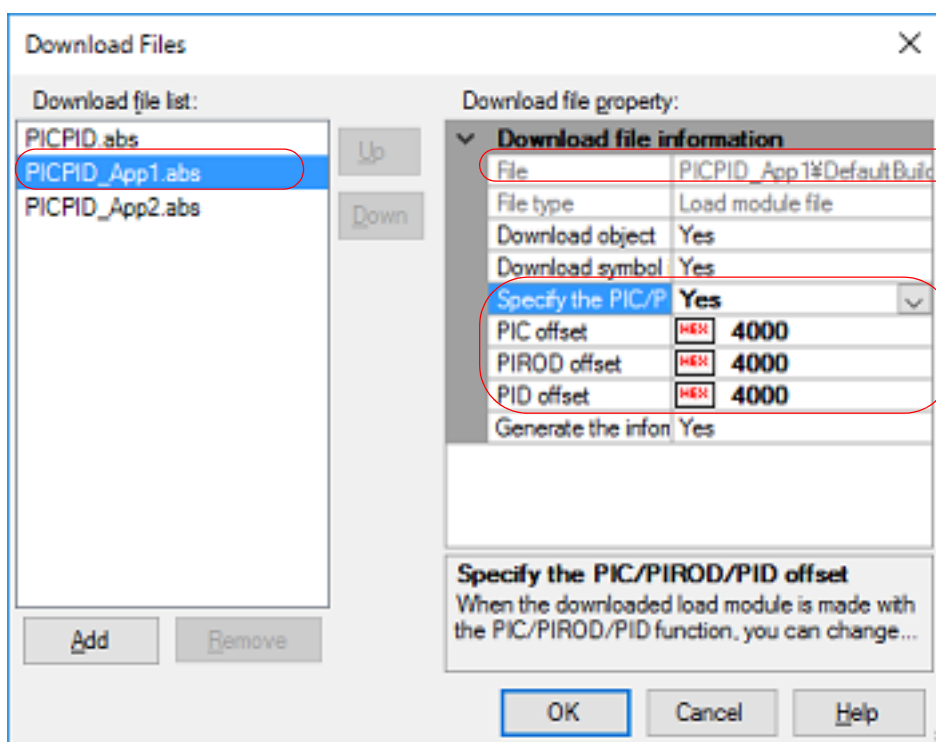 Download Files
Download file list:
PICPID.abs
PICPID_App1.abs
PICPID_App2.abs
Up
Down
Add
Remove
Download file property:
Download file information
File PICPID_App1¥DefaultBuild
File type Load module file
Download object Yes
Download symbol Yes
Specify the PIC/P Yes
PIC offset HEX 4000
PIROD offset HEX 4000
PID offset HEX 4000
Generate the infor Yes
Specify the PIC/PIROD/PID offset
When the downloaded load module is made with
the PIC/PIROD/PID function, you can change...
OK Cancel Help